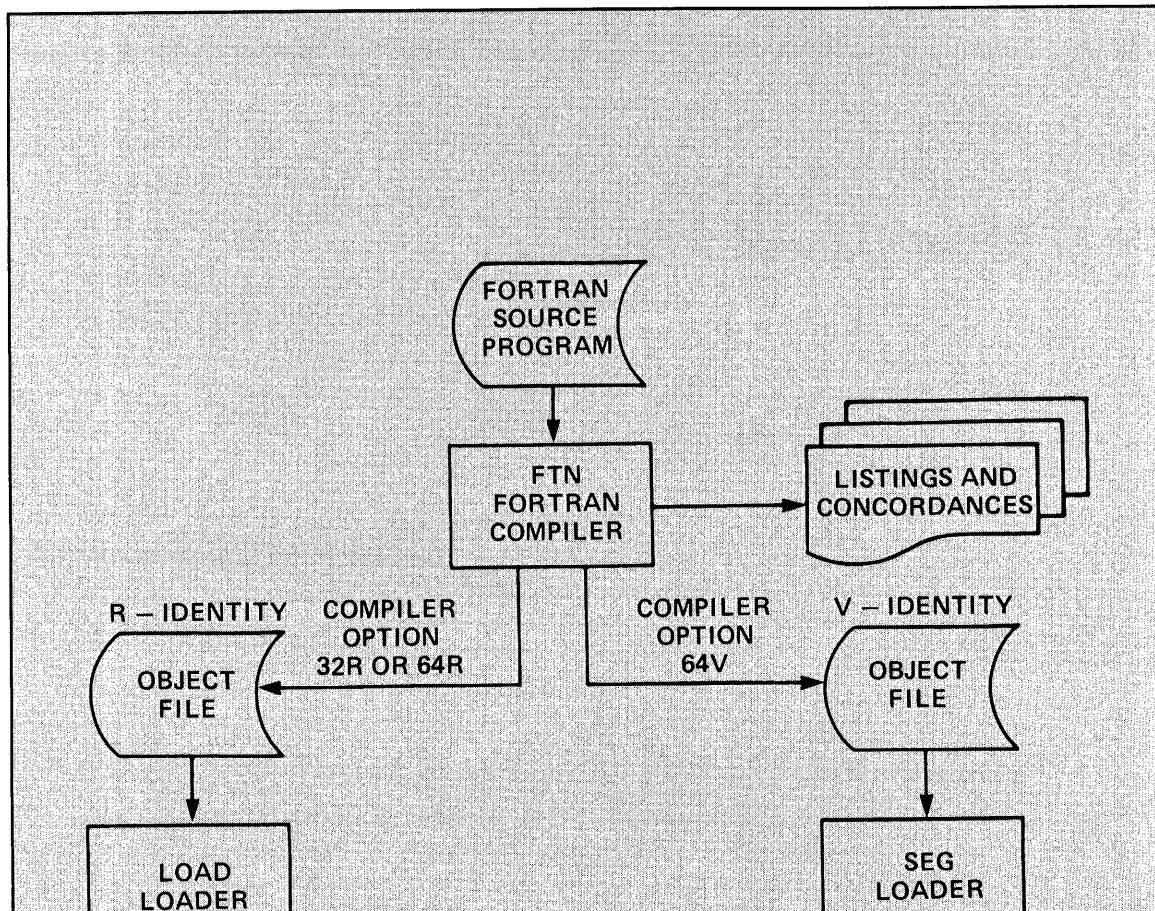 FORTRAN
SOURCE
PROGRAM
FTN
FORTRAN
COMPILER
LISTINGS AND
CONCORDANCES
R – IDENTITY
COMPILER
OPTION
32R OR 64R
COMPILER
OPTION
64V
V – IDENTITY
OBJECT
FILE
OBJECT
FILE
LOAD
LOADER
SEG
LOADER